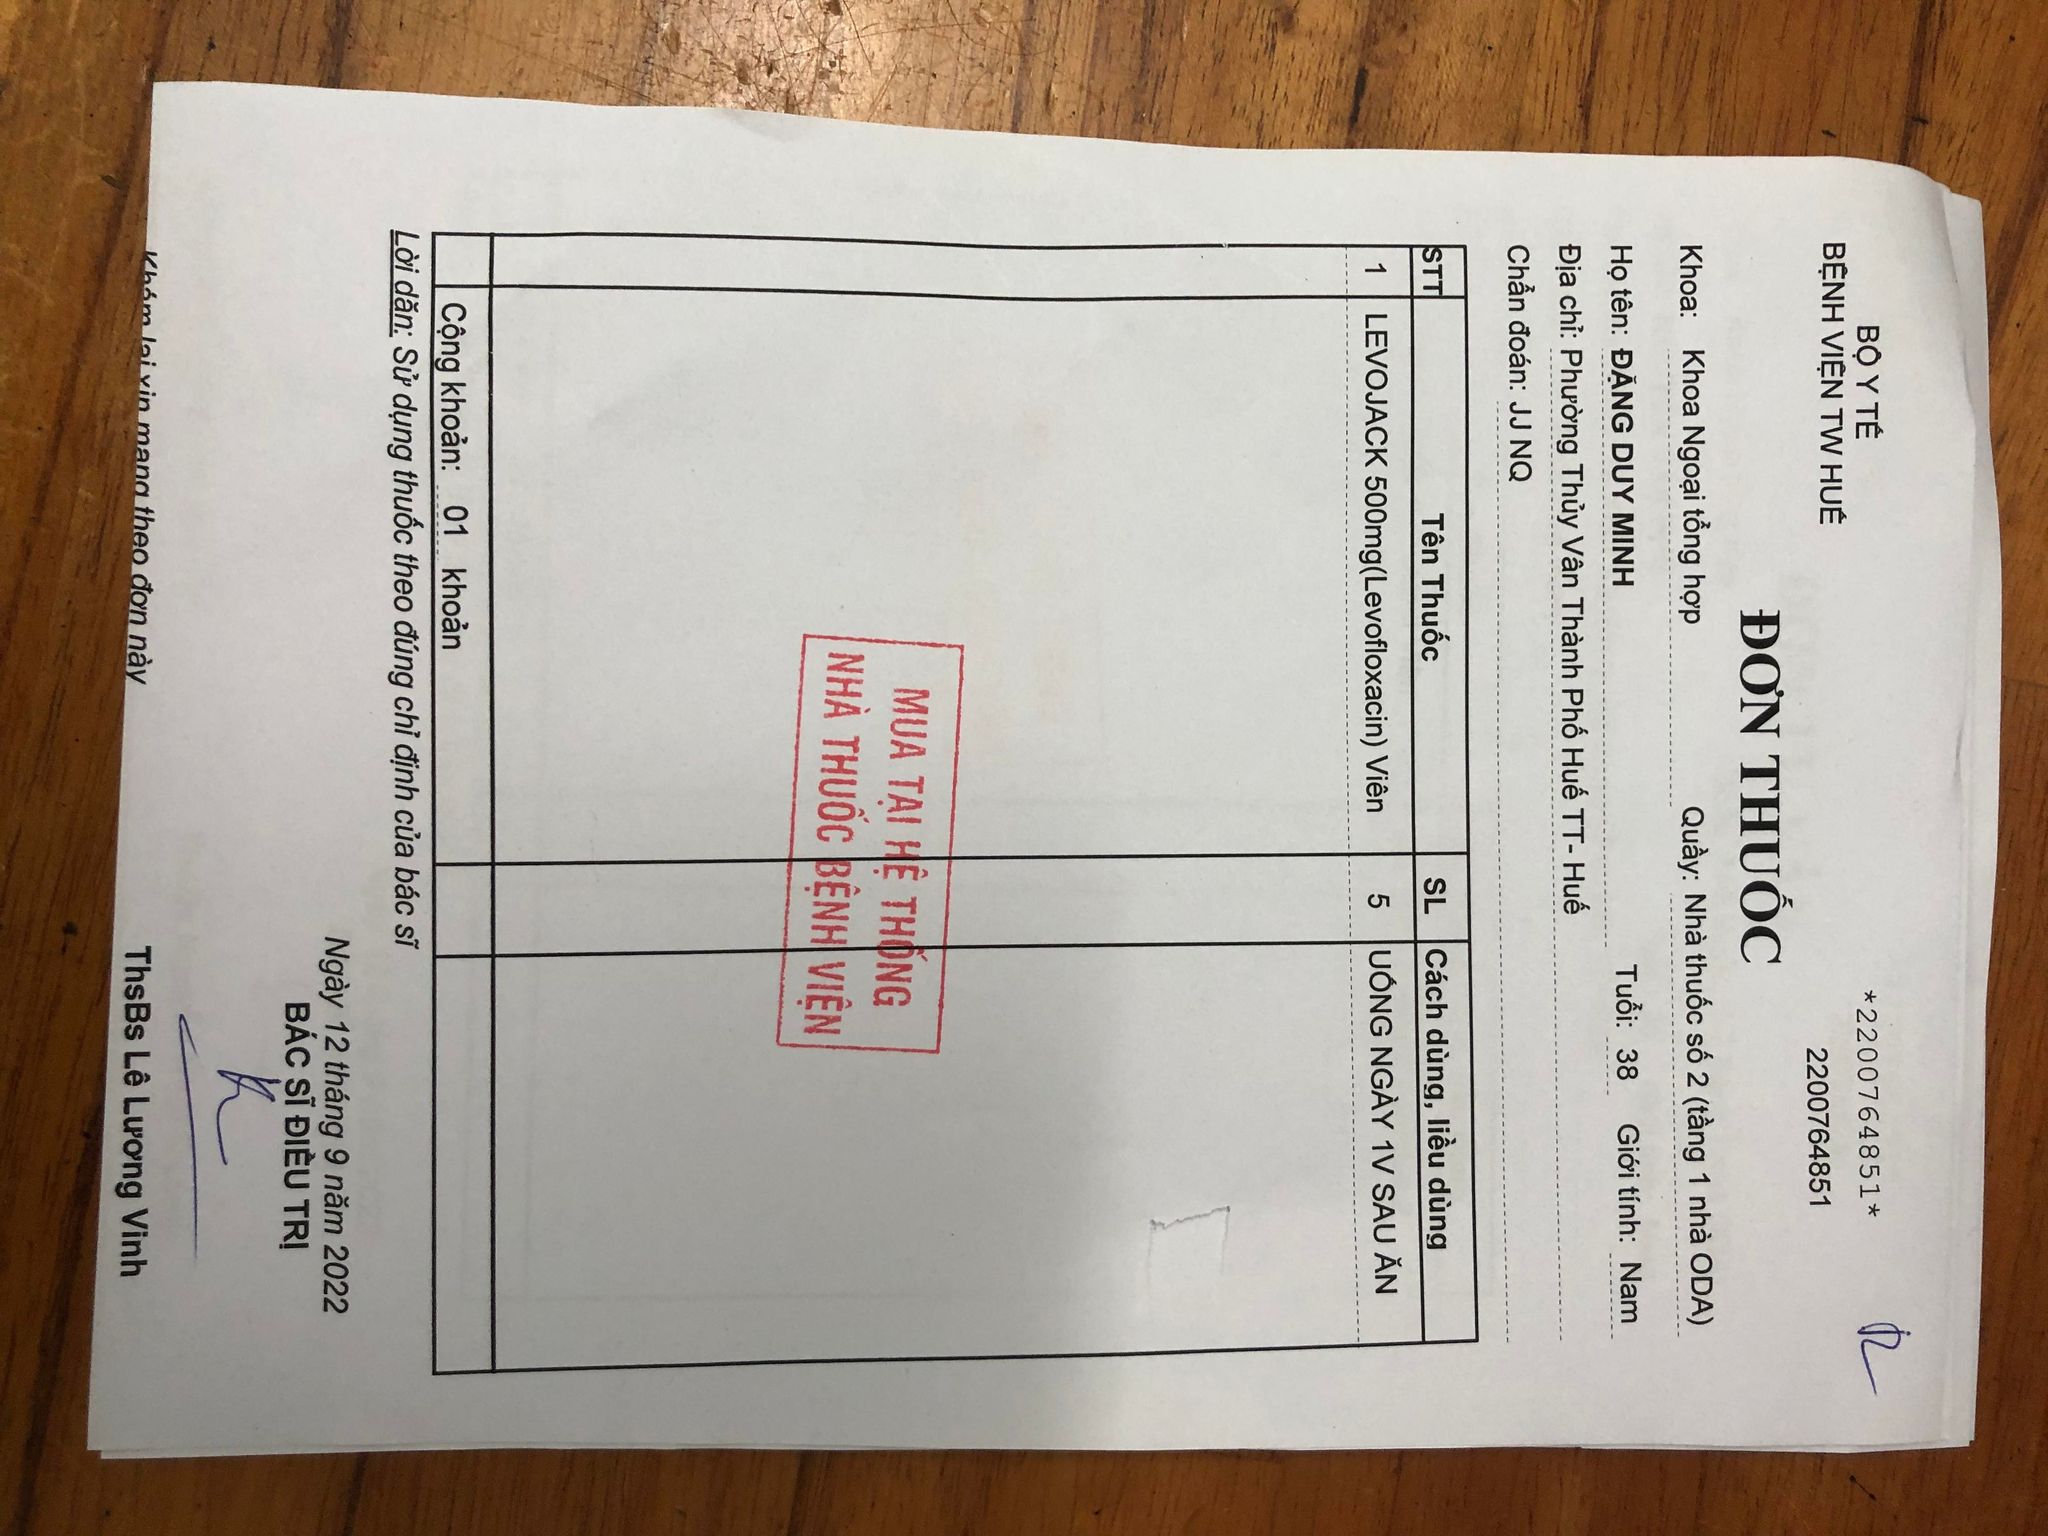 BỘ Y TẾ
BỆNH VIỆN TW HUẾ
*2200764851*
2200764851
ĐƠN THUỐC
Khoa: Khoa Ngoại tổng hợp Quầy: Nhà thuốc số 2 (tầng 1 nhà ODA)
Họ tên: ĐẶNG DUY MINH Tuổi: 38 Giới tính: Nam
Địa chỉ: Phường Thủy Vân Thành Phố Huế TT- Huế
Chẩn đoán: JJ NQ
STT Tên Thuốc SL Cách dùng, liều dùng
1 LEVOJACK 500mg(Levofloxacin) Viên 5 UỐNG NGÀY 1V SAU ĂN
MUA TẠI HỆ THỐNG
NHÀ THUỐC BỆNH VIỆN
Cộng khoản: 01 khoản
Lời dặn: Sử dụng thuốc theo đúng chỉ định của bác sĩ
Ngày 12 tháng 9 năm 2022
BÁC SĨ ĐIỀU TRỊ
Khám lại xin mang theo đơn này
ThsBs Lê Lương Vinh